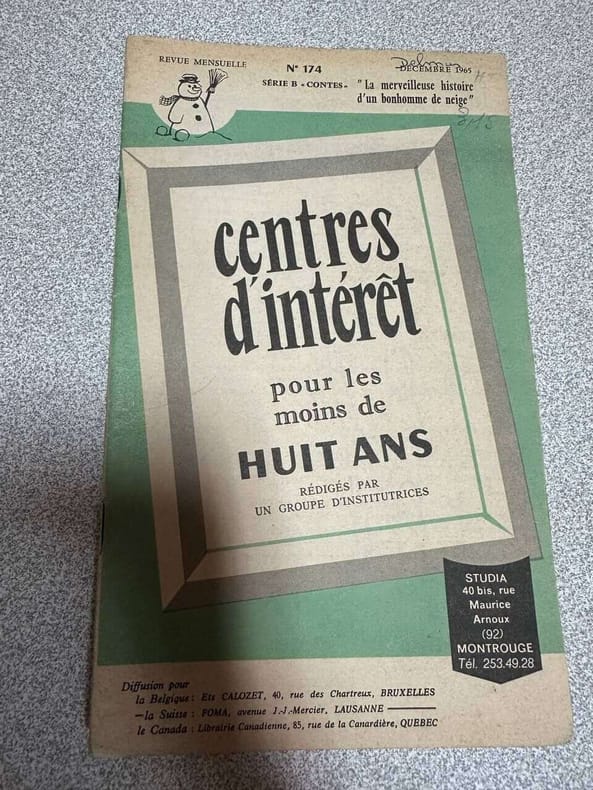 REVUE MENSUELLE
N° 174
DÉCEMBRE 1965
SÉRIE B « CONTES »
"La merveilleuse histoire
d'un bonhomme de neige"
centres
d'intérêt
pour les
moins de
HUIT ANS
RÉDIGÉS PAR
UN GROUPE D'INSTITUTRICES
STUDIA
40 bis, rue
Maurice
Arnoux
(92)
MONTROUGE
Tél. 253.49.28
Diffusion pour
la Belgique : Ets CALOZET, 40, rue des Chartreux, BRUXELLES
—la Suisse : FOMA, avenue J.-J.-Mercier, LAUSANNE —
le Canada : Librairie Canadienne, 85, rue de la Canardière, QUEBEC